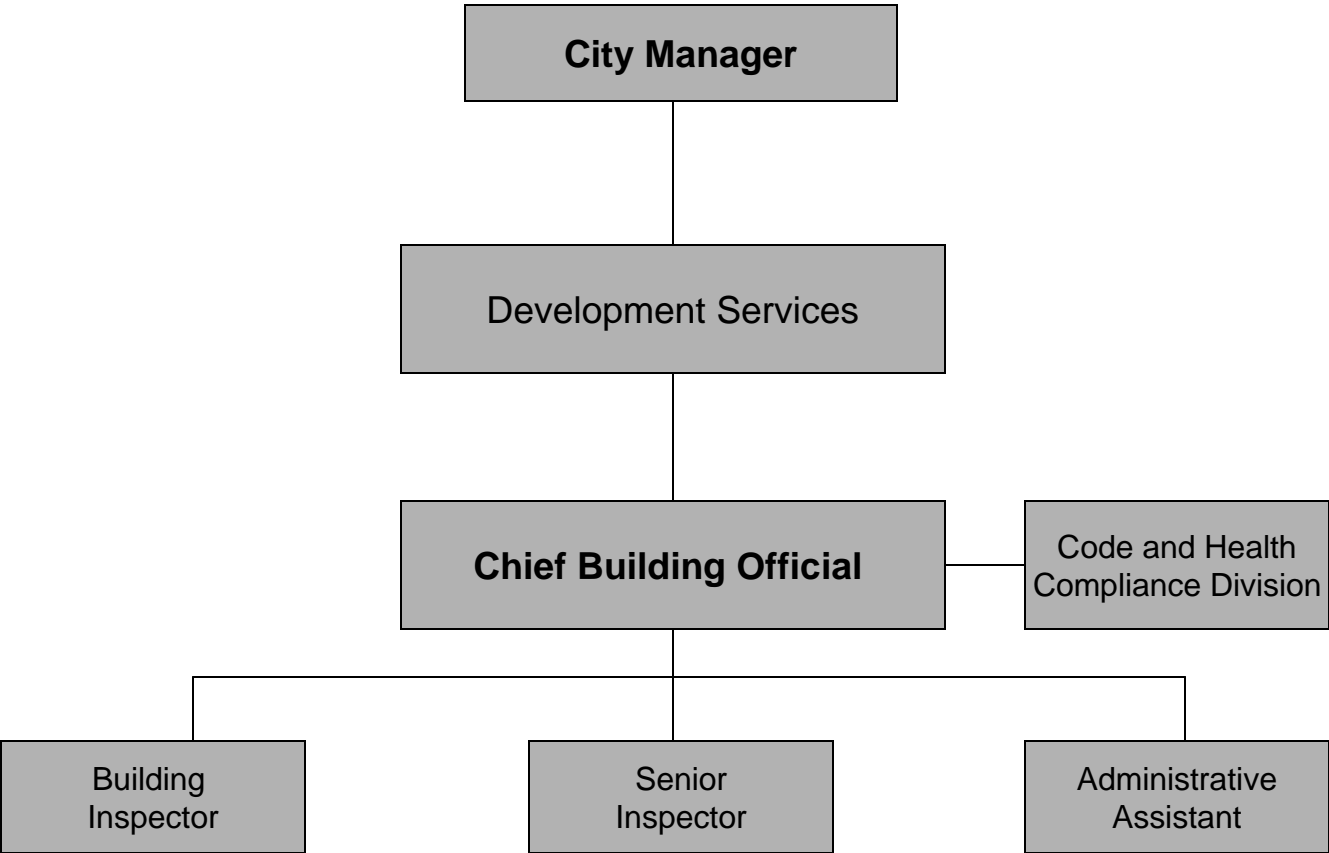 City Manager
Development Services
Chief Building Official
Code and Health
Compliance Division
Building
Inspector
Senior
Inspector
Administrative
Assistant